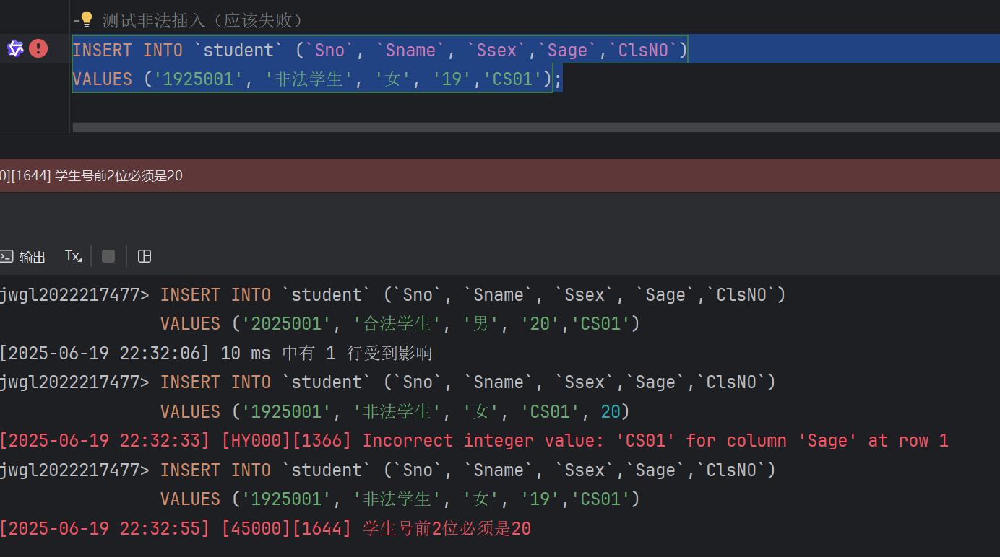 - 测试非法插入（应该失败）
INSERT INTO `student` (`Sno`, `Sname`, `Ssex`,`Sage`,`ClsNO`)
VALUES ('1925001', '非法学生', '女', '19','CS01');
0][1644] 学生号前2位必须是20
输出 Tx
jwgl2022217477> INSERT INTO `student` (`Sno`, `Sname`, `Ssex`, `Sage`,`ClsNO`)
VALUES ('2025001', '合法学生', '男', '20','CS01')
[2025-06-19 22:32:06] 10 ms 中有 1 行受到影响
jwgl2022217477> INSERT INTO `student` (`Sno`, `Sname`, `Ssex`,`Sage`,`ClsNO`)
VALUES ('1925001', '非法学生', '女', 'CS01', 20)
[2025-06-19 22:32:33] [HY000][1366] Incorrect integer value: 'CS01' for column 'Sage' at row 1
jwgl2022217477> INSERT INTO `student` (`Sno`, `Sname`, `Ssex`,`Sage`,`ClsNO`)
VALUES ('1925001', '非法学生', '女', '19','CS01')
[2025-06-19 22:32:55] [45000][1644] 学生号前2位必须是20